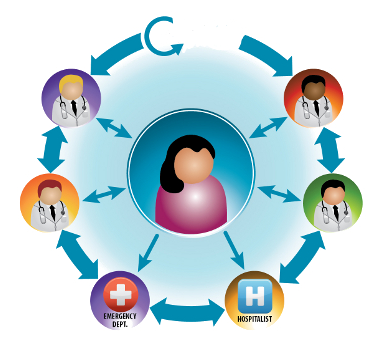 EMERGENCY
DEPT.
H
HOSPITALIST